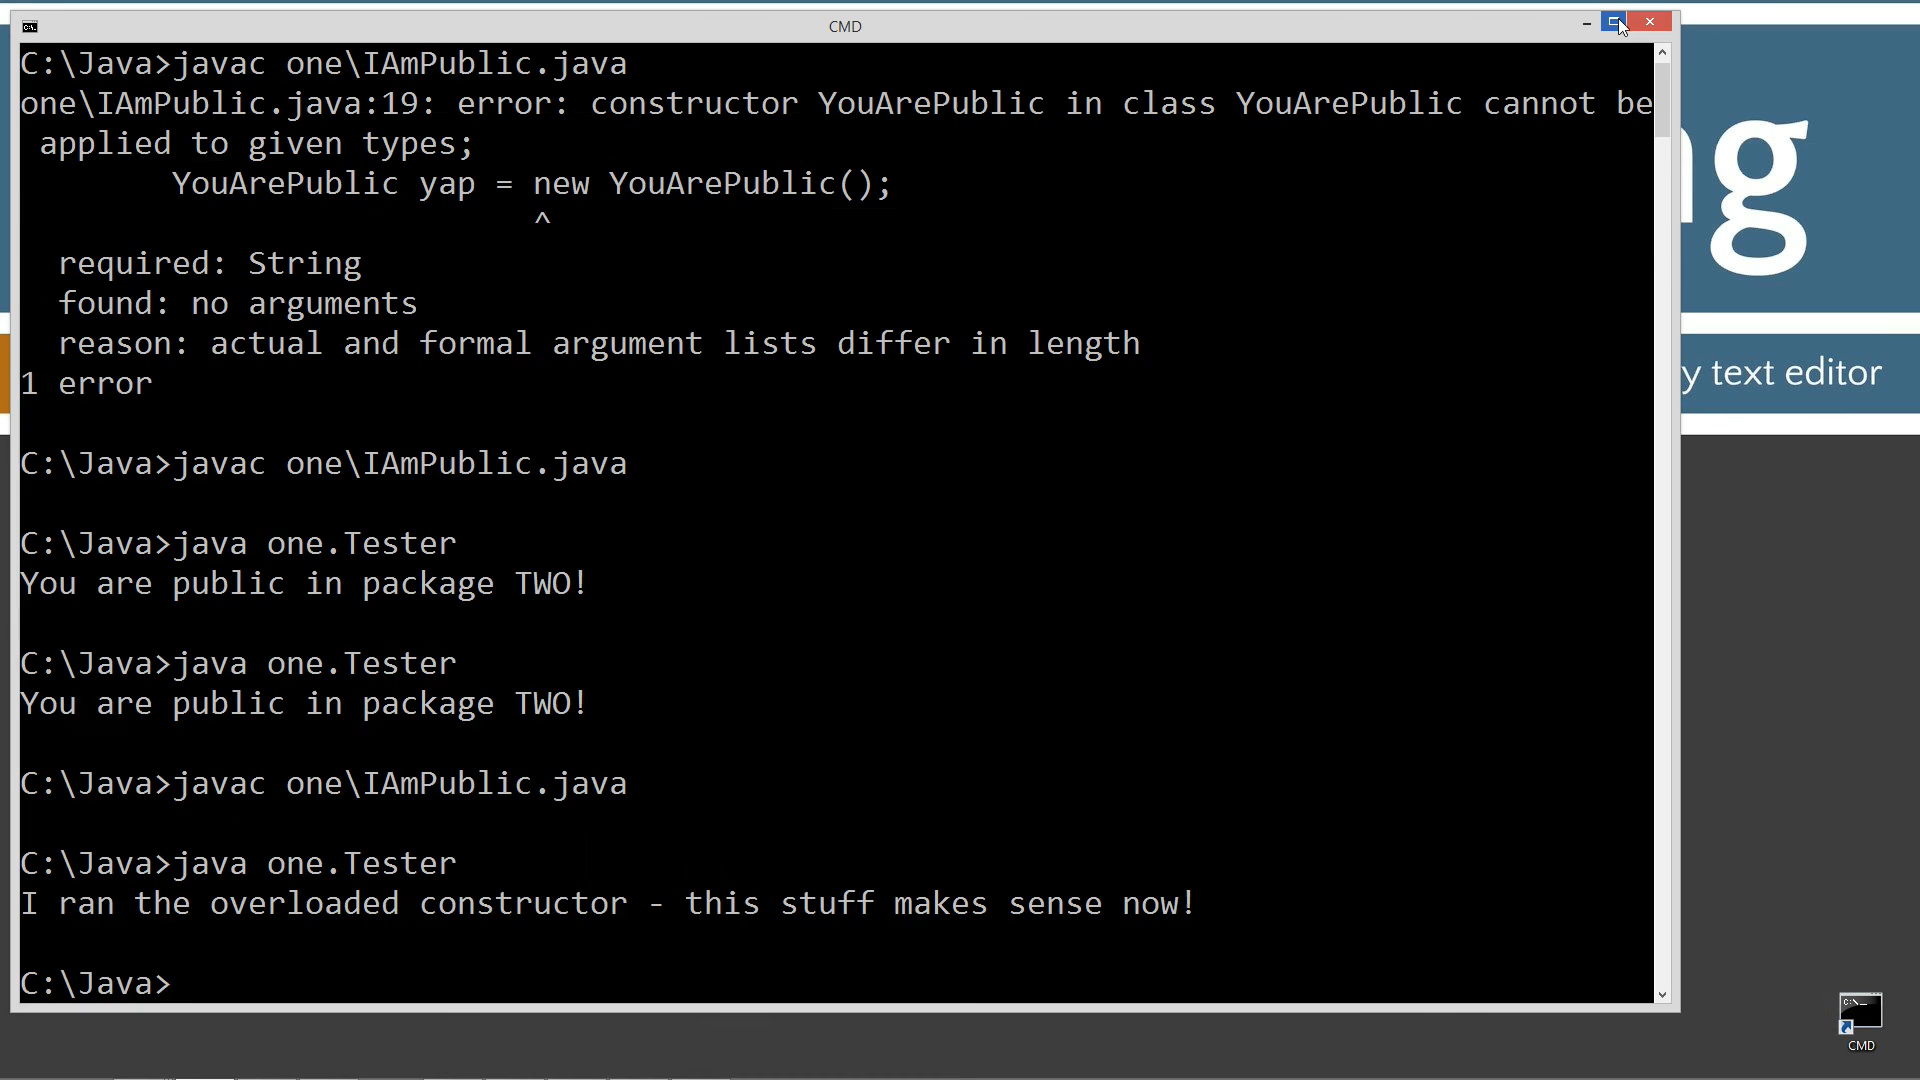 CMD
C:\Java>javac one\IAmPublic.java
one\IAmPublic.java:19: error: constructor YouArePublic in class YouArePublic cannot be
applied to given types;
YouArePublic yap = new YouArePublic();
^
required: String
found: no arguments
reason: actual and formal argument lists differ in length
1 error
C:\Java>javac one\IAmPublic.java
C:\Java>java one.Tester
You are public in package TWO!
C:\Java>java one.Tester
You are public in package TWO!
C:\Java>javac one\IAmPublic.java
C:\Java>java one.Tester
I ran the overloaded constructor - this stuff makes sense now!
C:\Java>
g
y text editor
CMD